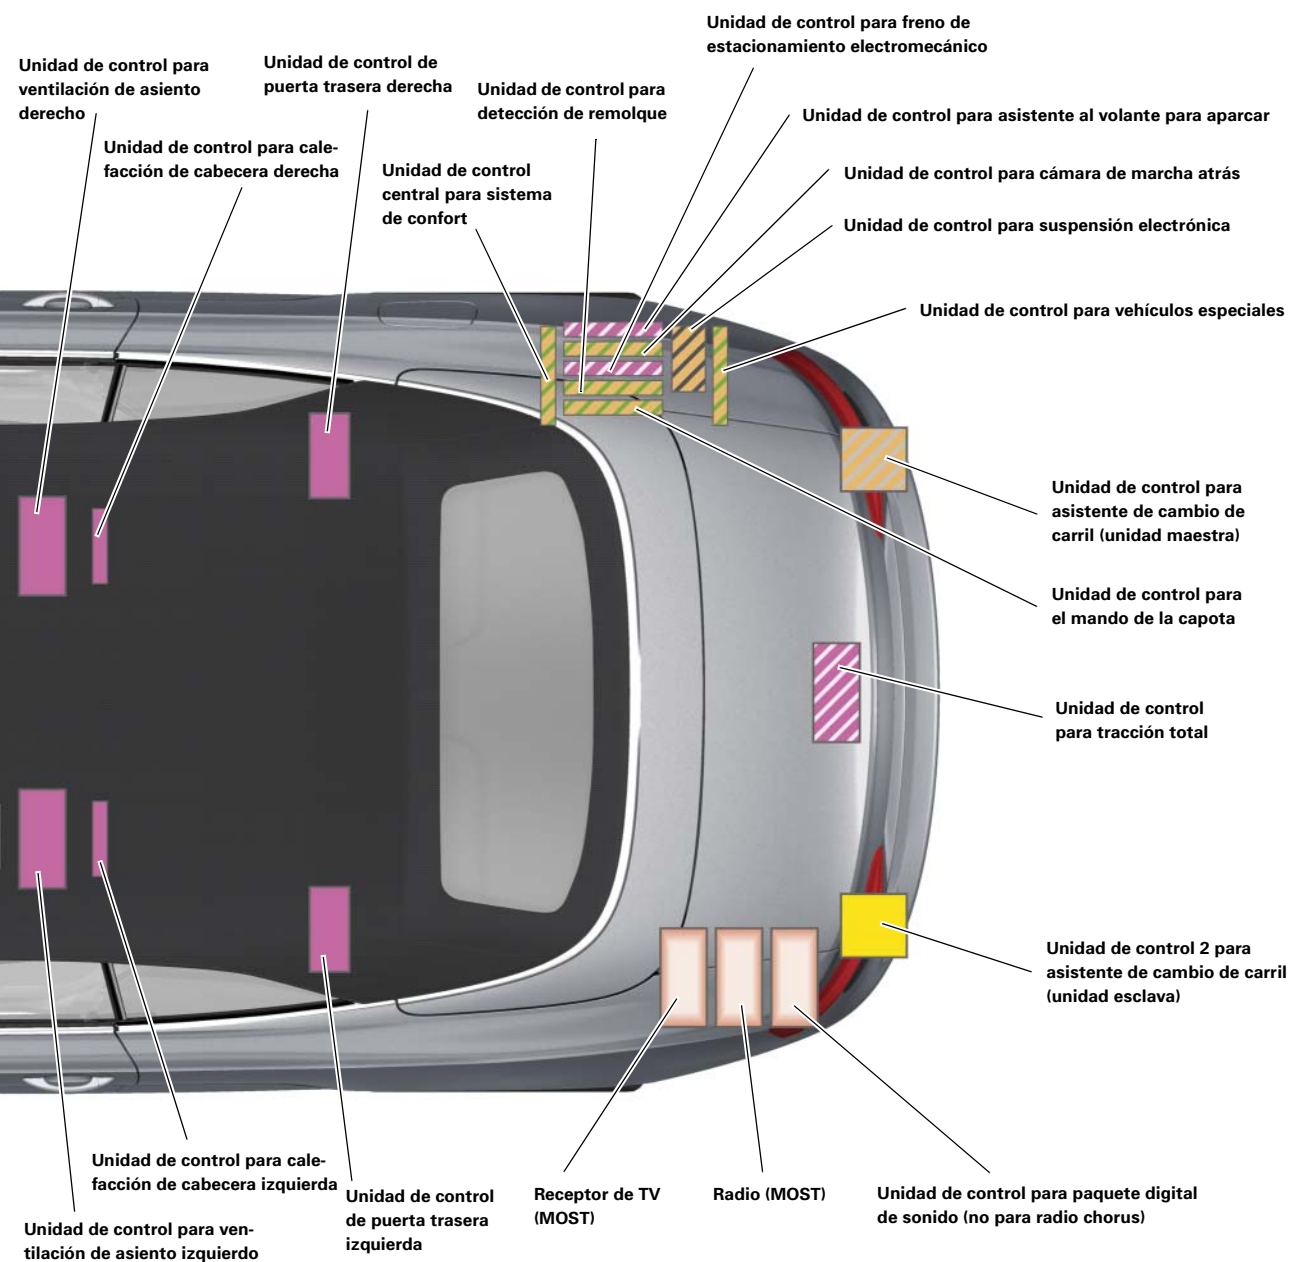 Unidad de control para freno de
estacionamiento electromecánico
Unidad de control para
ventilación de asiento
derecho
Unidad de control de
puerta trasera derecha
Unidad de control para
detección de remolque
Unidad de control para asistente al volante para aparcar
Unidad de control para cale-
facción de cabecera derecha
Unidad de control
central para sistema
de confort
Unidad de control para cámara de marcha atrás
Unidad de control para suspensión electrónica
Unidad de control para vehículos especiales
Unidad de control para
asistente de cambio de
carril (unidad maestra)
Unidad de control para
el mando de la capota
Unidad de control
para tracción total
Unidad de control 2 para
asistente de cambio de carril
(unidad esclava)
Unidad de control para cale-
facción de cabecera izquierda
Unidad de control para ven-
tilación de asiento izquierdo
Unidad de control
de puerta trasera
izquierda
Receptor de TV
(MOST)
Radio (MOST)
Unidad de control para paquete digital
de sonido (no para radio chorus)